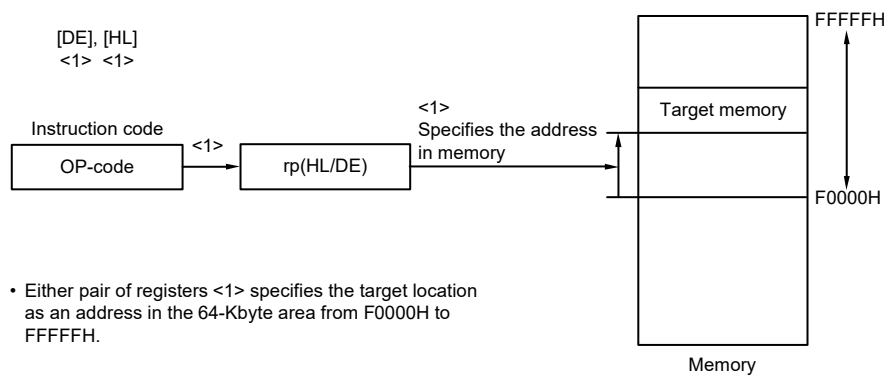 FFFFFH
[DE], [HL]
<1> <1>
<1>
Specifies the address
in memory
Target memory
Instruction code
<1>
OP-code
rp(HL/DE)
F0000H
• Either pair of registers <1> specifies the target location
as an address in the 64-Kbyte area from F0000H to
FFFFFH.
Memory